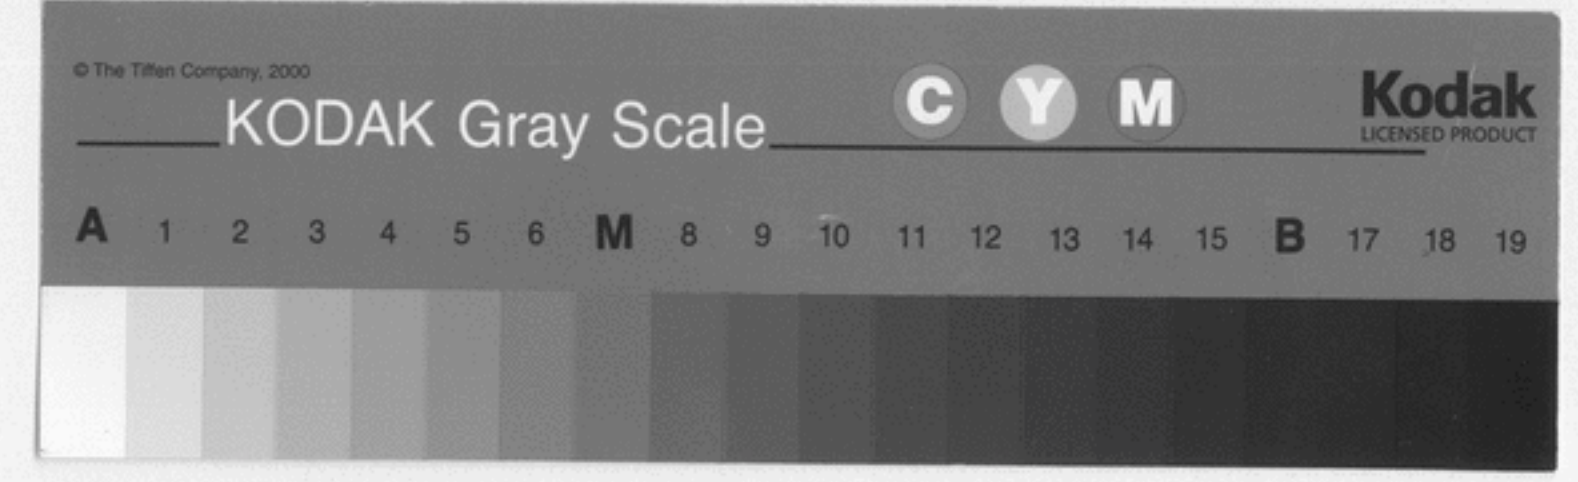 © The Tiffen Company, 2000
KODAK Gray Scale
C Y M
Kodak
LICENSED PRODUCT
A 1 2 3 4 5 6 M 8 9 10 11 12 13 14 15 B 17 18 19